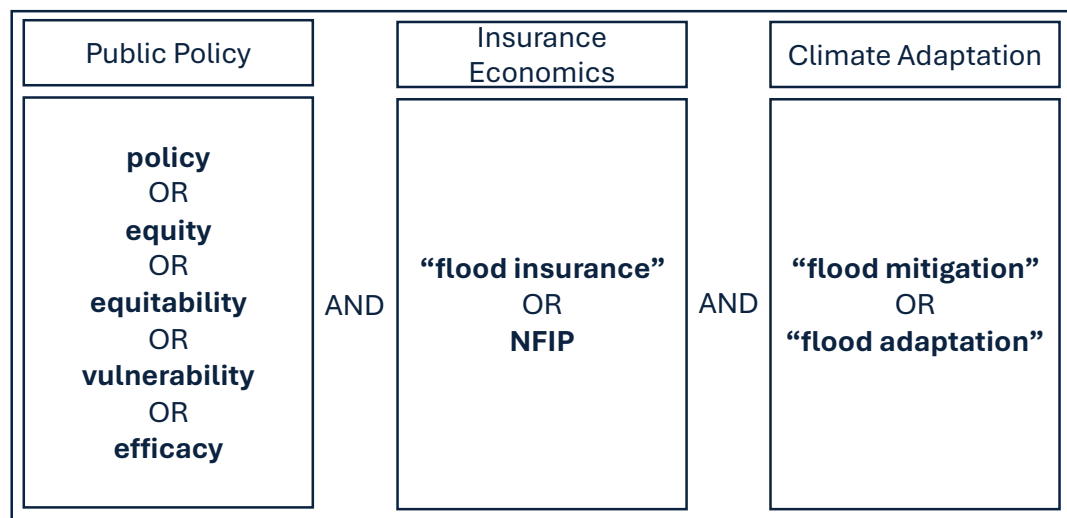 Public Policy
policy
OR
equity
OR
equitability
OR
vulnerability
OR
efficacy
AND
Insurance
Economics
“flood insurance”
OR
NFIP
AND
Climate Adaptation
“flood mitigation”
OR
“flood adaptation”